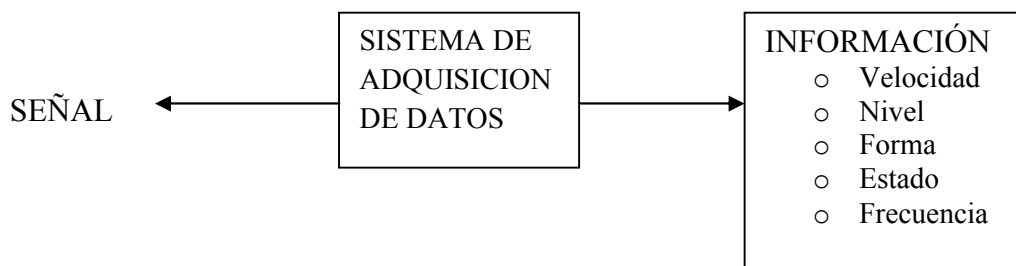 SEÑAL
SISTEMA DE
ADQUISICION
DE DATOS
INFORMACIÓN
o Velocidad
o Nivel
o Forma
o Estado
o Frecuencia